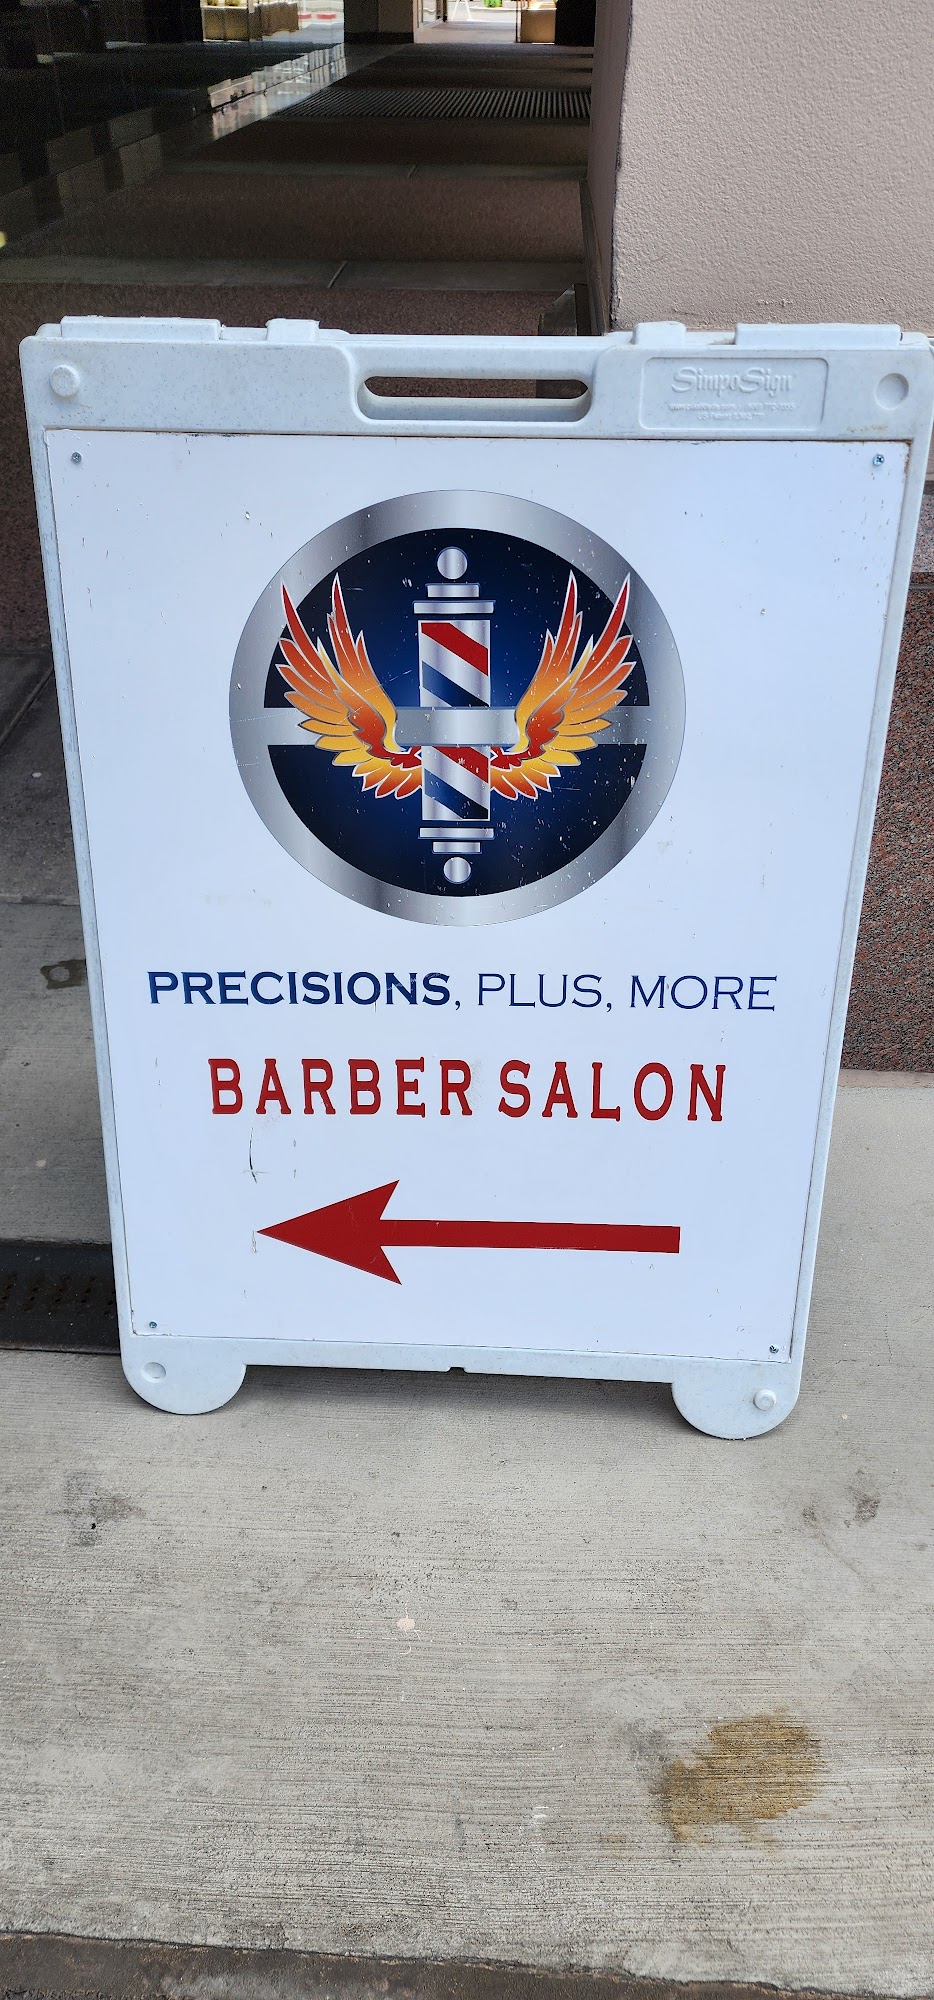 SimpoSign
PRECISIONS, PLUS, MORE
BARBER SALON